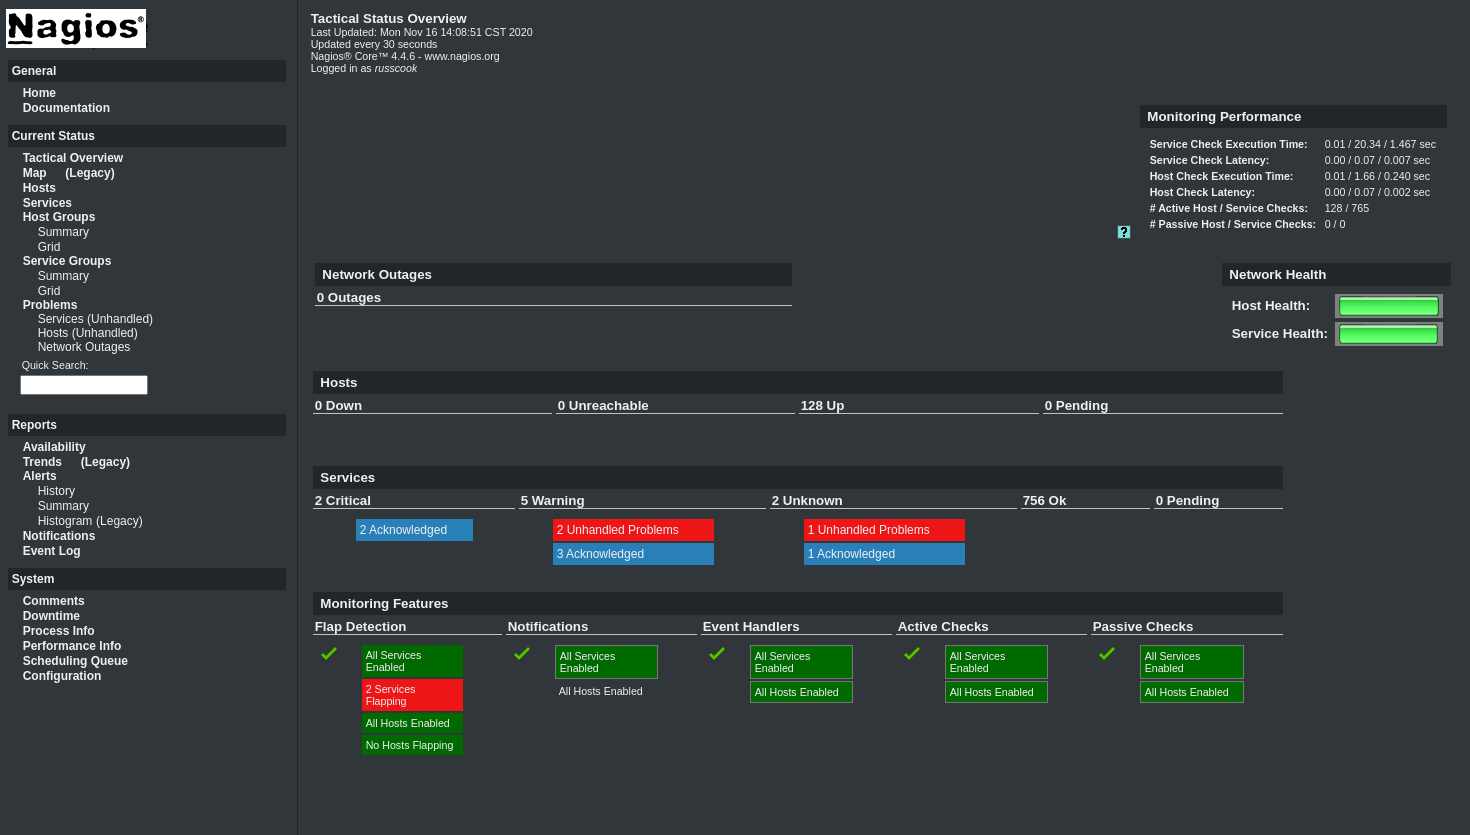 Nagios®
General
Home
Documentation
Current Status
Tactical Overview
Map (Legacy)
Hosts
Services
Host Groups
Summary
Grid
Service Groups
Summary
Grid
Problems
Services (Unhandled)
Hosts (Unhandled)
Network Outages
Quick Search:
Reports
Availability
Trends (Legacy)
Alerts
History
Summary
Histogram (Legacy)
Notifications
Event Log
System
Comments
Downtime
Process Info
Performance Info
Scheduling Queue
Configuration
Tactical Status Overview
Last Updated: Mon Nov 16 14:08:51 CST 2020
Updated every 30 seconds
Nagios® Core™ 4.4.6 - www.nagios.org
Logged in as russcook
Monitoring Performance
Service Check Execution Time: 0.01 / 20.34 / 1.467 sec
Service Check Latency: 0.00 / 0.07 / 0.007 sec
Host Check Execution Time: 0.01 / 1.66 / 0.240 sec
Host Check Latency: 0.00 / 0.07 / 0.002 sec
# Active Host / Service Checks: 128 / 765
# Passive Host / Service Checks: 0 / 0
?
Network Outages
0 Outages
Network Health
Host Health:
Service Health:
Hosts
0 Down 0 Unreachable 128 Up 0 Pending
Services
2 Critical 5 Warning 2 Unknown 756 Ok 0 Pending
2 Acknowledged 2 Unhandled Problems 1 Unhandled Problems
3 Acknowledged 1 Acknowledged
Monitoring Features
Flap Detection Notifications Event Handlers Active Checks Passive Checks
All Services Enabled
2 Services Flapping
All Hosts Enabled
No Hosts Flapping
All Services Enabled
All Hosts Enabled
All Services Enabled
All Hosts Enabled
All Services Enabled
All Hosts Enabled
All Services Enabled
All Hosts Enabled